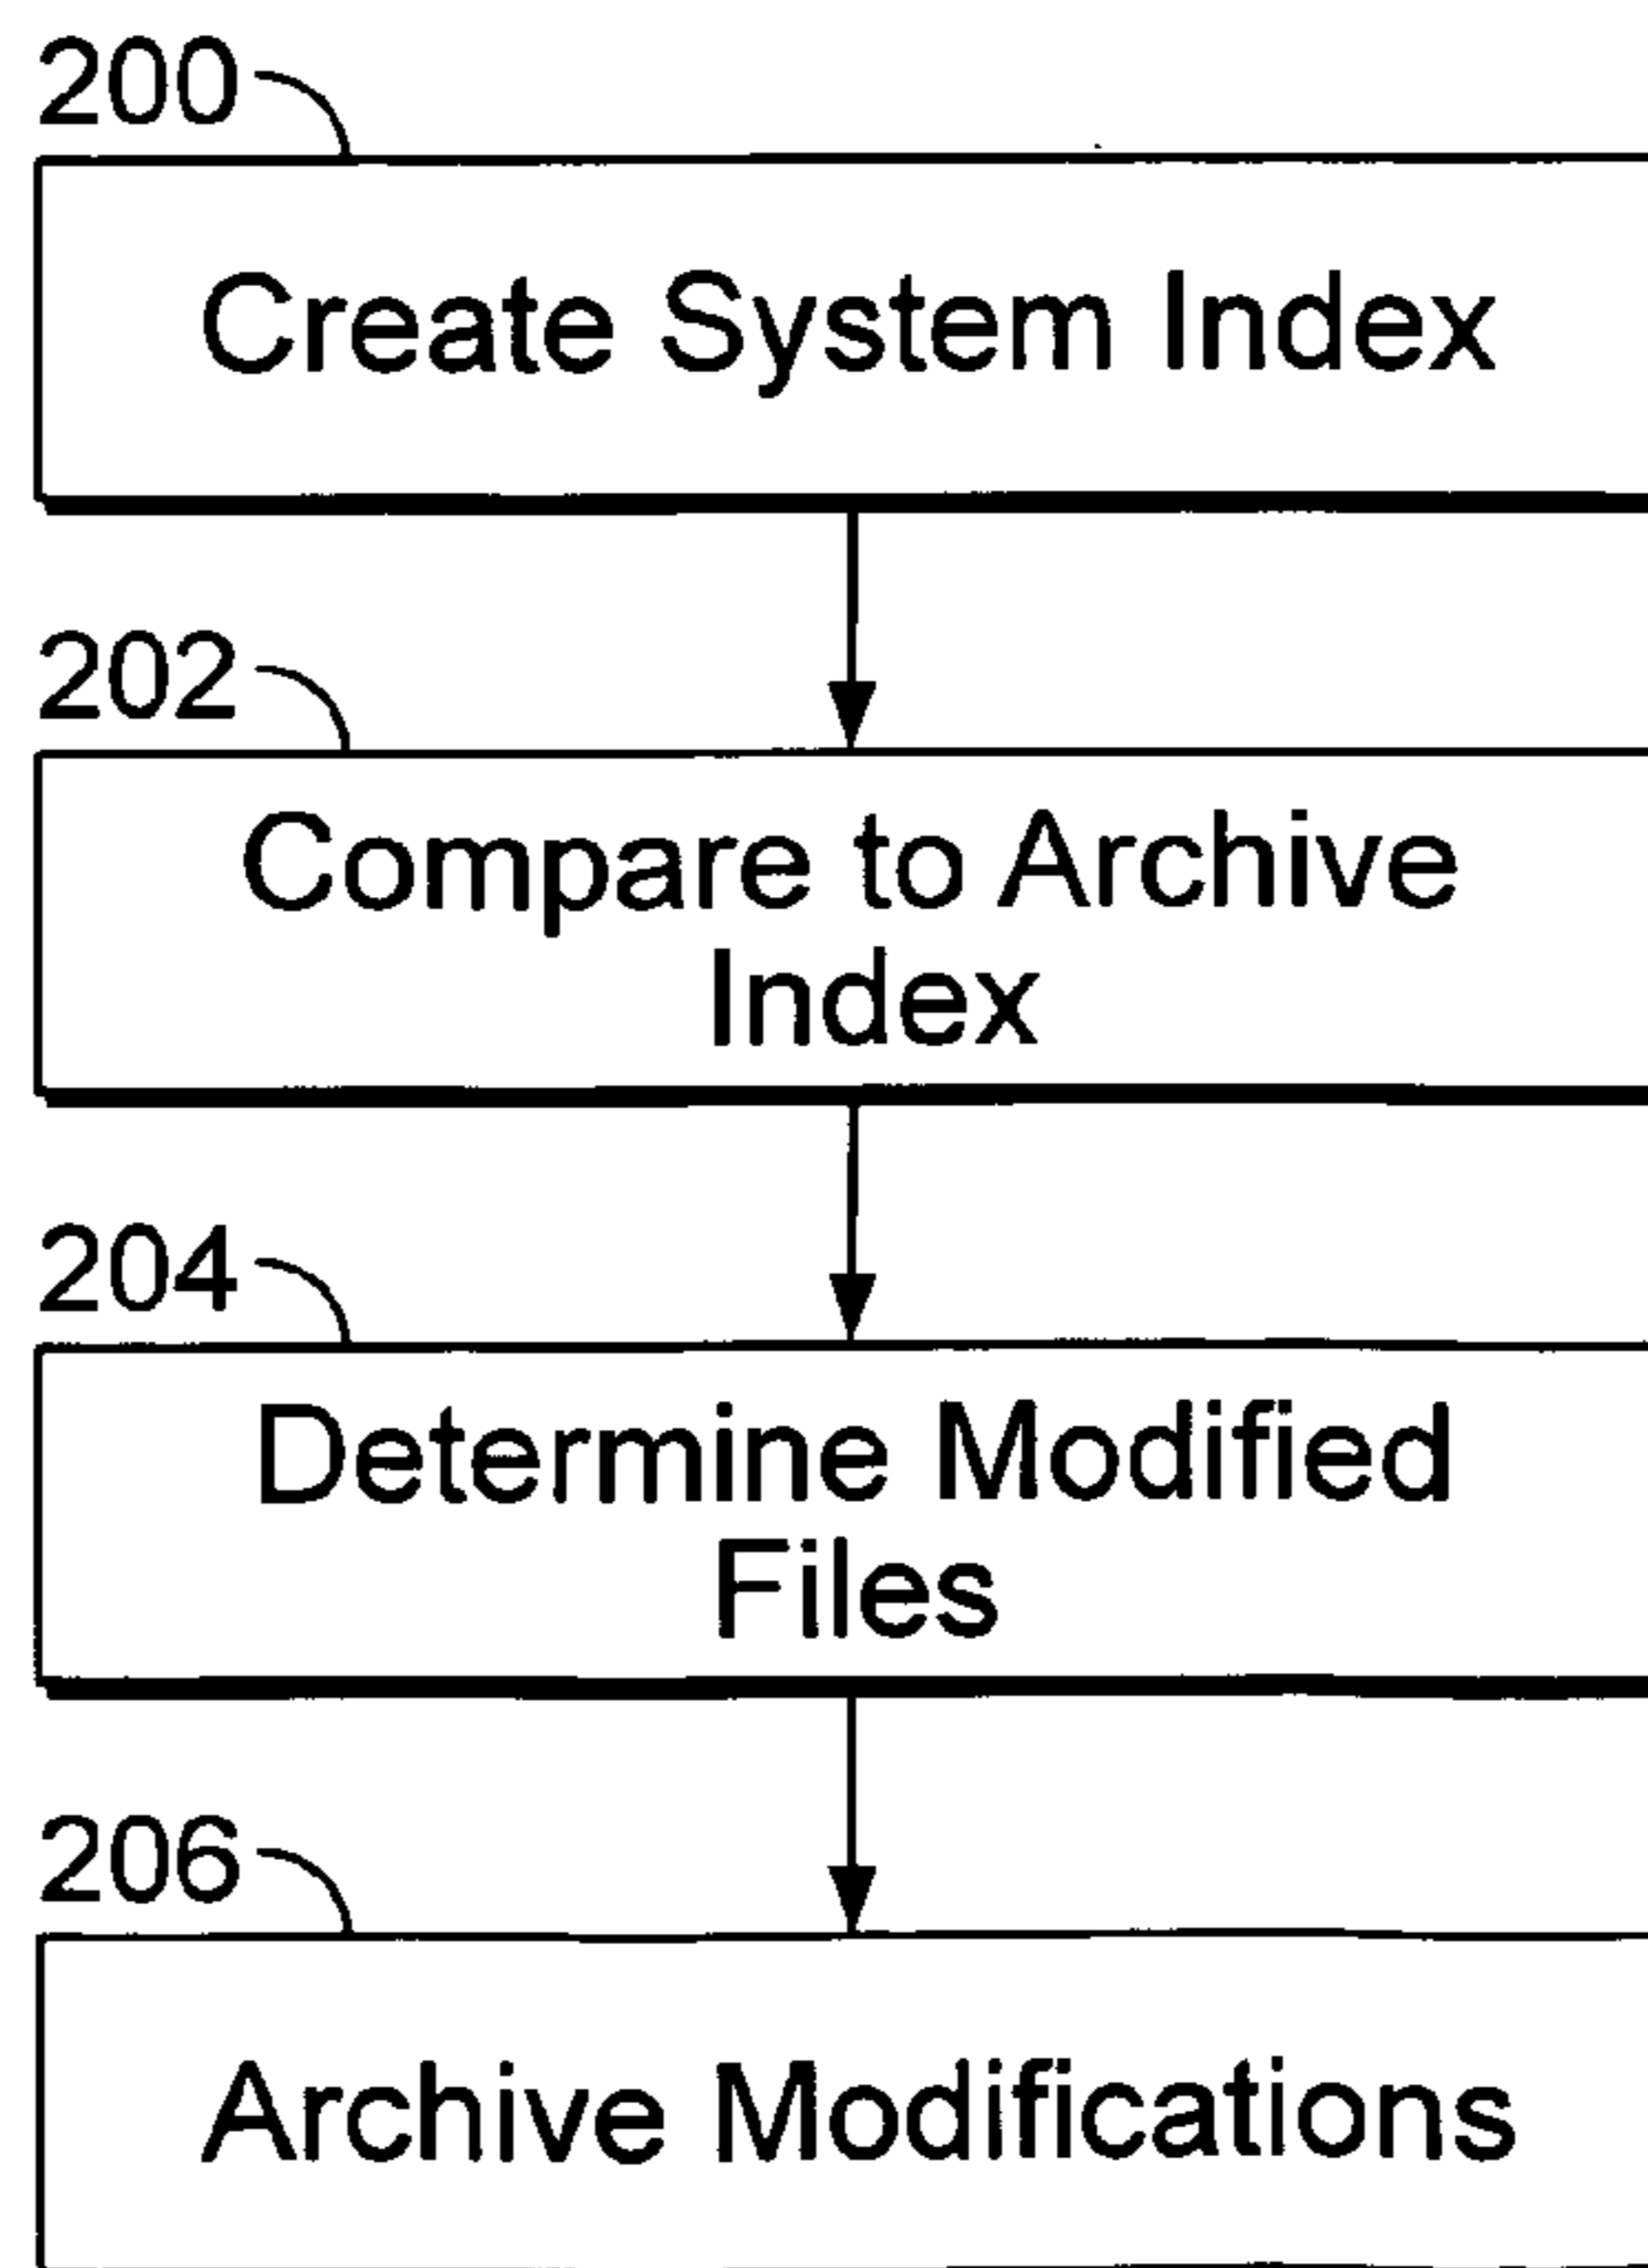 200
Create System Index
202
Compare to Archive
Index
204
Determine Modified
Files
206
Archive Modifications